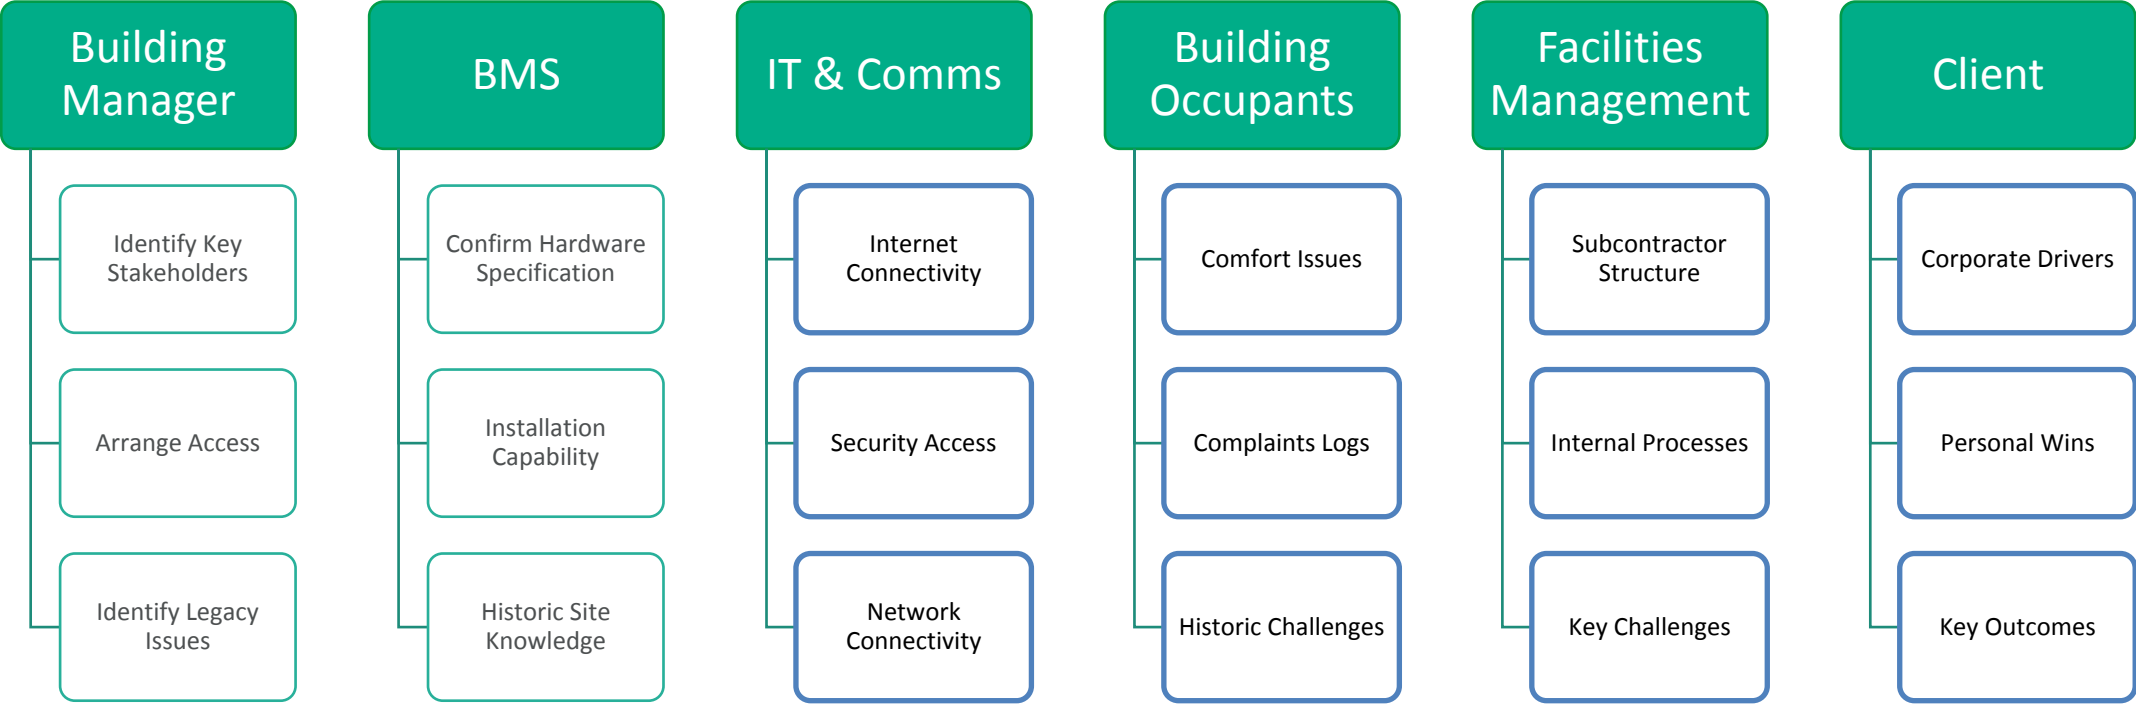 Building
Manager
BMS
IT & Comms
Building
Occupants
Facilities
Management
Client
Identify Key
Stakeholders
Confirm Hardware
Specification
Internet
Connectivity
Comfort Issues
Subcontractor
Structure
Corporate Drivers
Arrange Access
Installation
Capability
Security Access
Complaints Logs
Internal Processes
Personal Wins
Identify Legacy
Issues
Historic Site
Knowledge
Network
Connectivity
Historic Challenges
Key Challenges
Key Outcomes